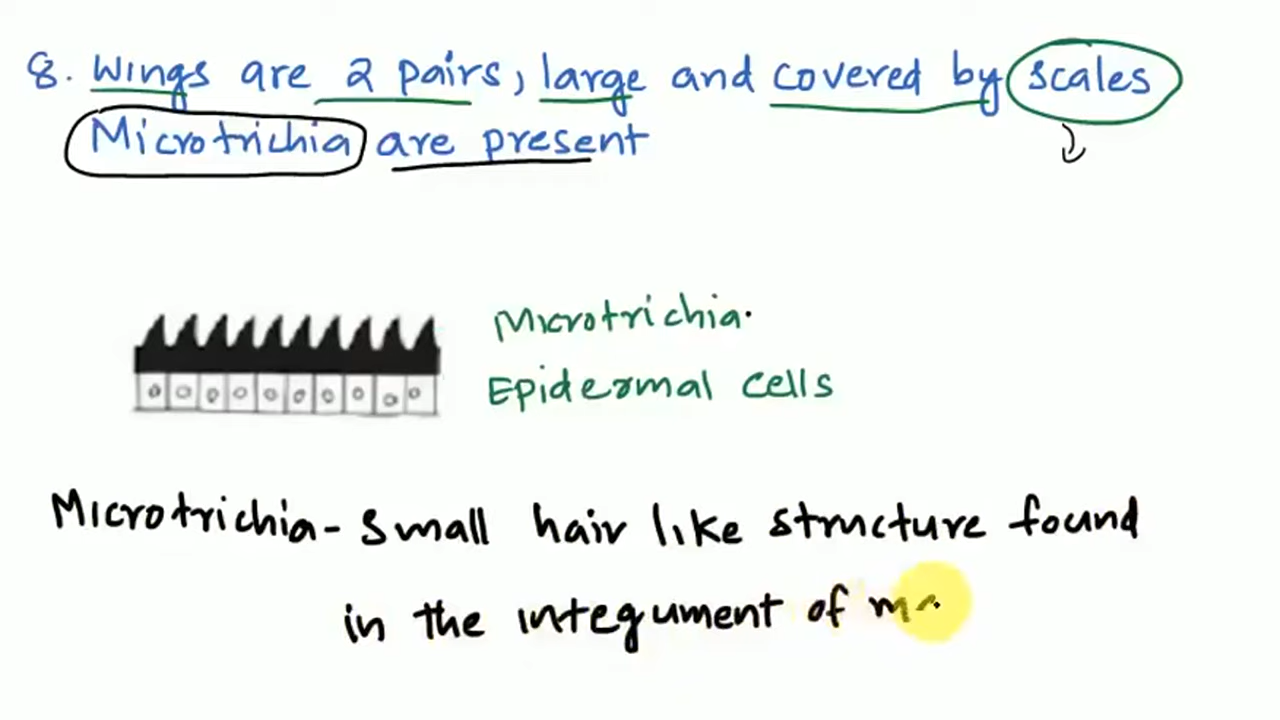 8. Wings are 2 pairs, large and covered by scales
Microtrichia are present
Microtrichia
Epidermal cells
Microtrichia - Small hair like structure found
in the integument of